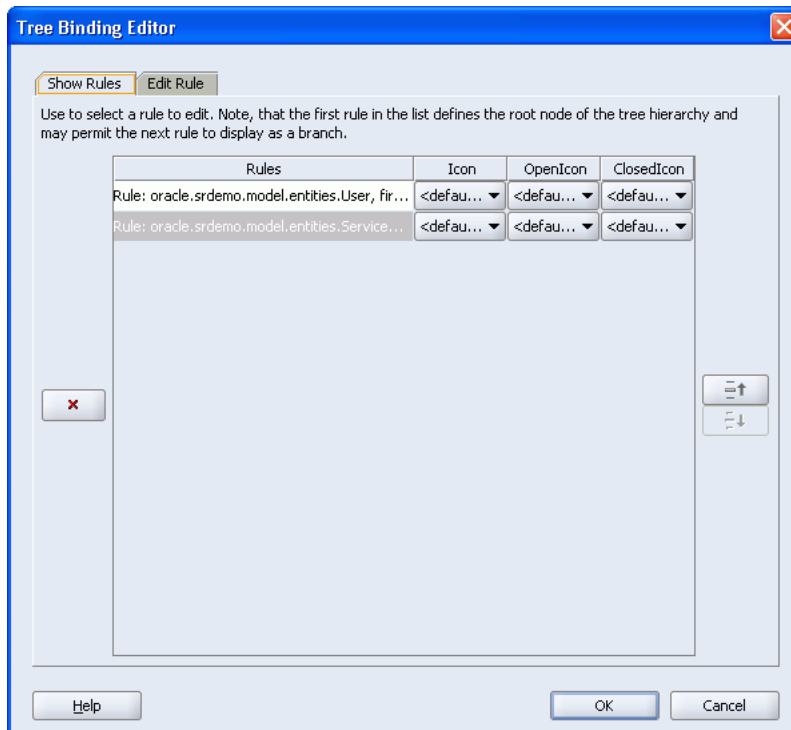 Tree Binding Editor
Show Rules Edit Rule
Use to select a rule to edit. Note, that the first rule in the list defines the root node of the tree hierarchy and
may permit the next rule to display as a branch.
Rules Icon OpenIcon ClosedIcon
Rule: oracle.srdemo.model.entities.User, fir... <defau... <defau... <defau...
Rule: oracle.srdemo.model.entities.Service... <defau... <defau... <defau...
Help OK Cancel